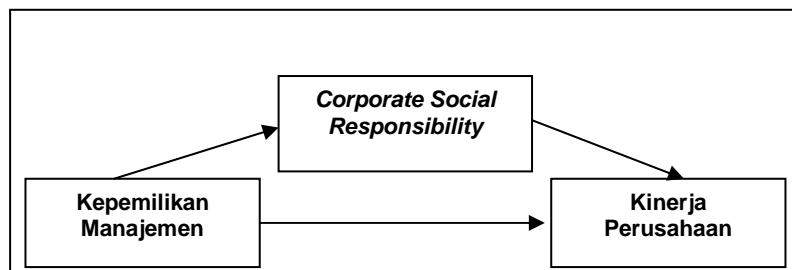 Corporate Social
Responsibility
Kepemilikan
Manajemen
Kinerja
Perusahaan